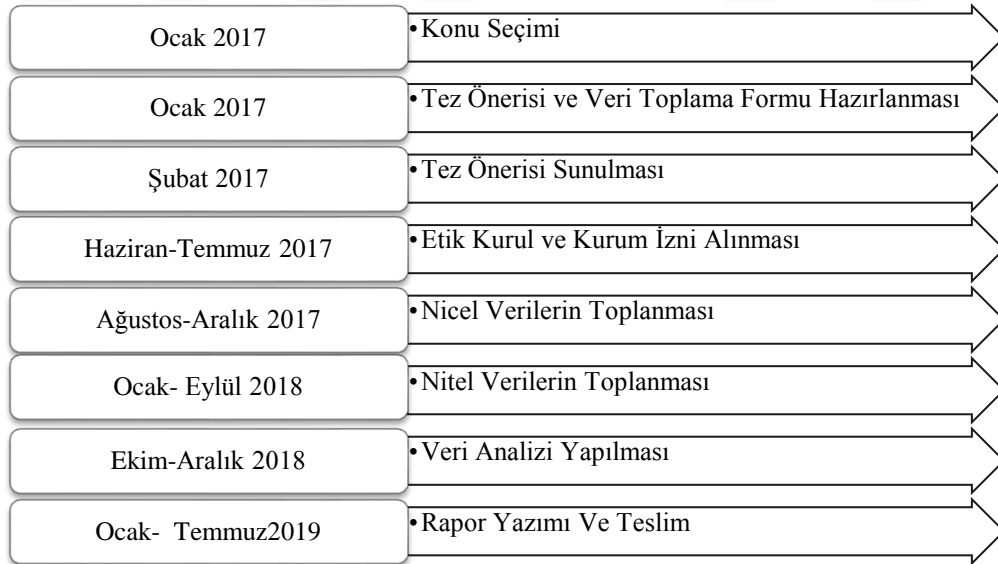 Ocak 2017
•Konu Seçimi
Ocak 2017
•Tez Önerisi ve Veri Toplama Formu Hazırlanması
Şubat 2017
•Tez Önerisi Sunulması
Haziran-Temmuz 2017
•Etik Kurul ve Kurum İzni Alınması
Ağustos-Aralık 2017
•Nicel Verilerin Toplanması
Ocak- Eylül 2018
•Nitel Verilerin Toplanması
Ekim-Aralık 2018
•Veri Analizi Yapılması
Ocak- Temmuz2019
•Rapor Yazımı Ve Teslim